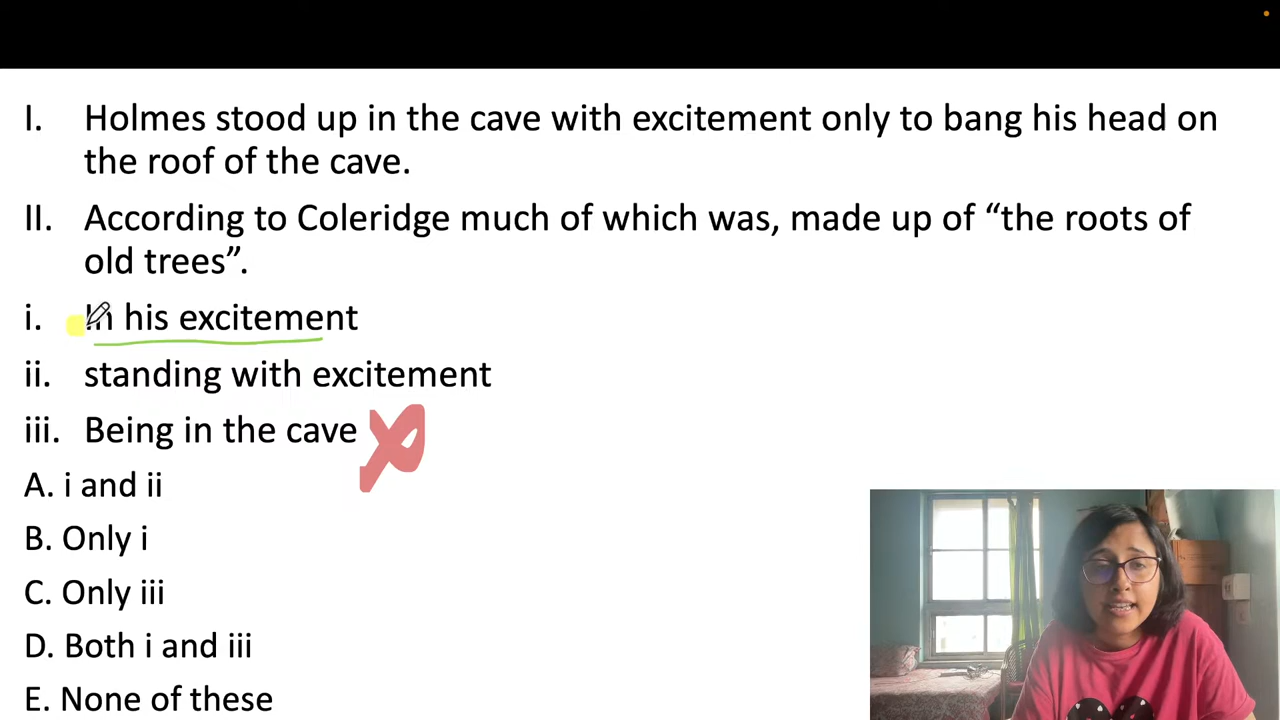 I. Holmes stood up in the cave with excitement only to bang his head on
the roof of the cave.
II. According to Coleridge much of which was, made up of “the roots of
old trees”.
i. In his excitement
ii. standing with excitement
iii. Being in the cave
A. i and ii
B. Only i
C. Only iii
D. Both i and iii
E. None of these